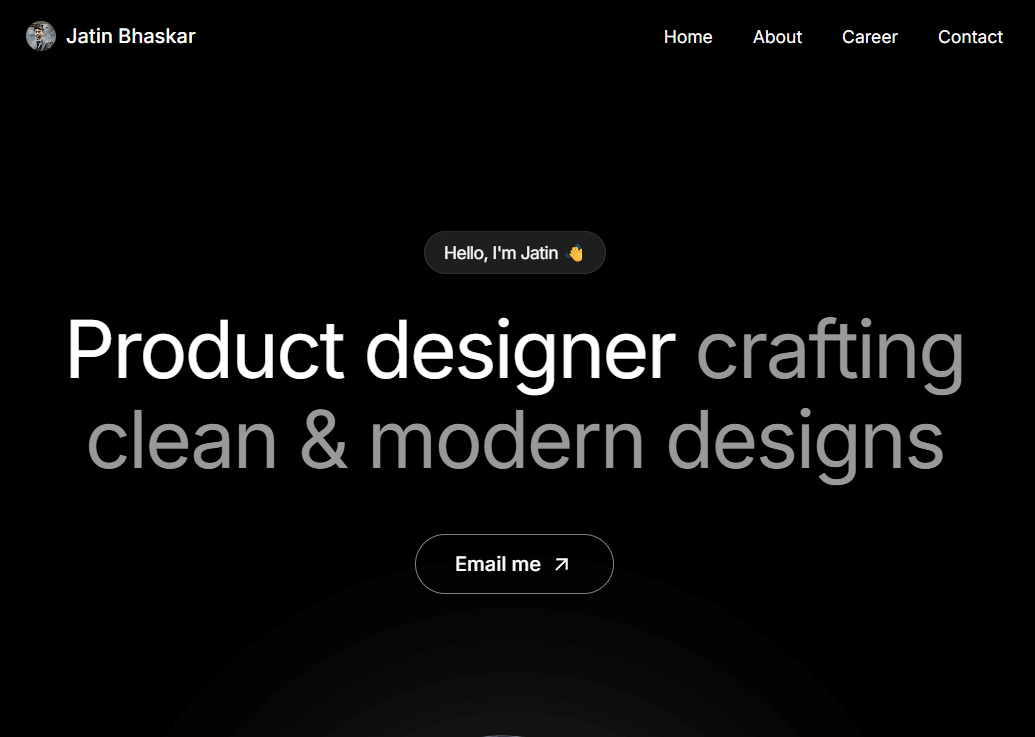 Jatin Bhaskar
Home About Career Contact
Hello, I'm Jatin 👋
Product designer crafting
clean & modern designs
Email me